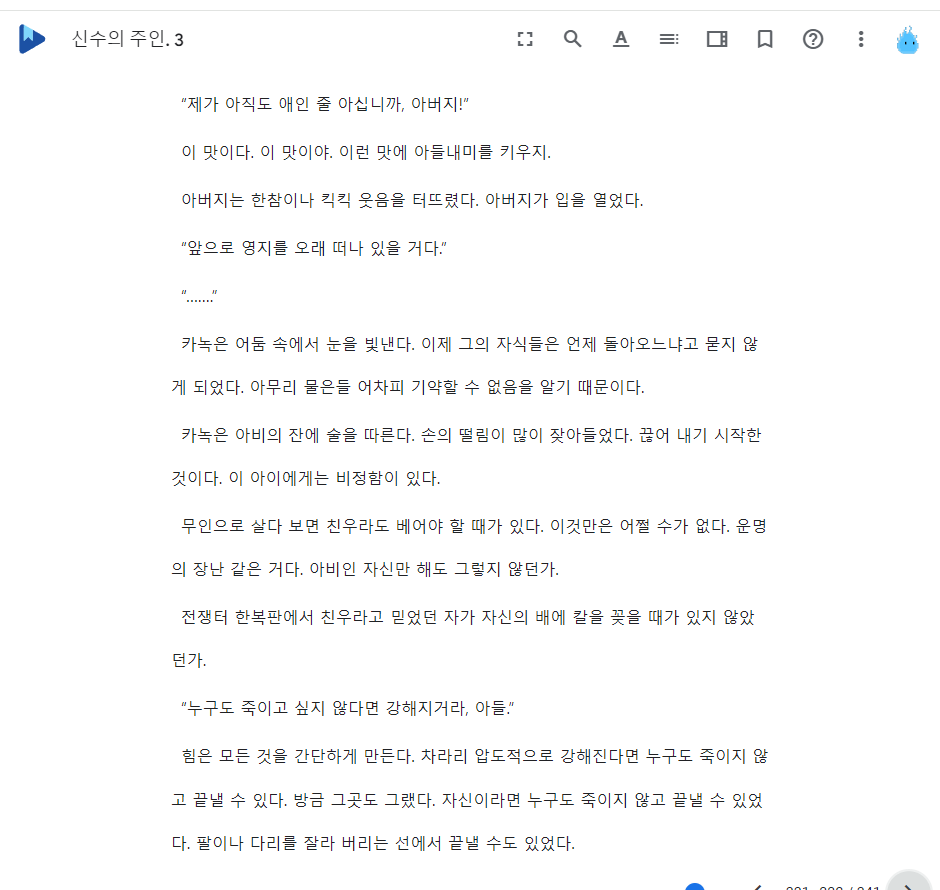 신수의 주인. 3
"제가 아직도 애인 줄 아십니까, 아버지!"
이 맛이다. 이 맛이야. 이런 맛에 아들내미를 키우지.
아버지는 한참이나 킥킥 웃음을 터뜨렸다. 아버지가 입을 열었다.
"앞으로 영지를 오래 떠나 있을 거다."
"......."
카녹은 어둠 속에서 눈을 빛낸다. 이제 그의 자식들은 언제 돌아오느냐고 묻지 않
게 되었다. 아무리 물은들 어차피 기약할 수 없음을 알기 때문이다.
카녹은 아비의 잔에 술을 따른다. 손의 떨림이 많이 잦아들었다. 끊어 내기 시작한
것이다. 이 아이에게는 비정함이 있다.
무인으로 살다 보면 친우라도 베어야 할 때가 있다. 이것만은 어쩔 수가 없다. 운명
의 장난 같은 거다. 아비인 자신만 해도 그렇지 않던가.
전쟁터 한복판에서 친우라고 믿었던 자가 자신의 배에 칼을 꽂을 때가 있지 않았
던가.
"누구도 죽이고 싶지 않다면 강해지거라, 아들."
힘은 모든 것을 간단하게 만든다. 차라리 압도적으로 강해진다면 누구도 죽이지 않
고 끝낼 수 있다. 방금 그곳도 그랬다. 자신이라면 누구도 죽이지 않고 끝낼 수 있었
다. 팔이나 다리를 잘라 버리는 선에서 끝낼 수도 있었다.